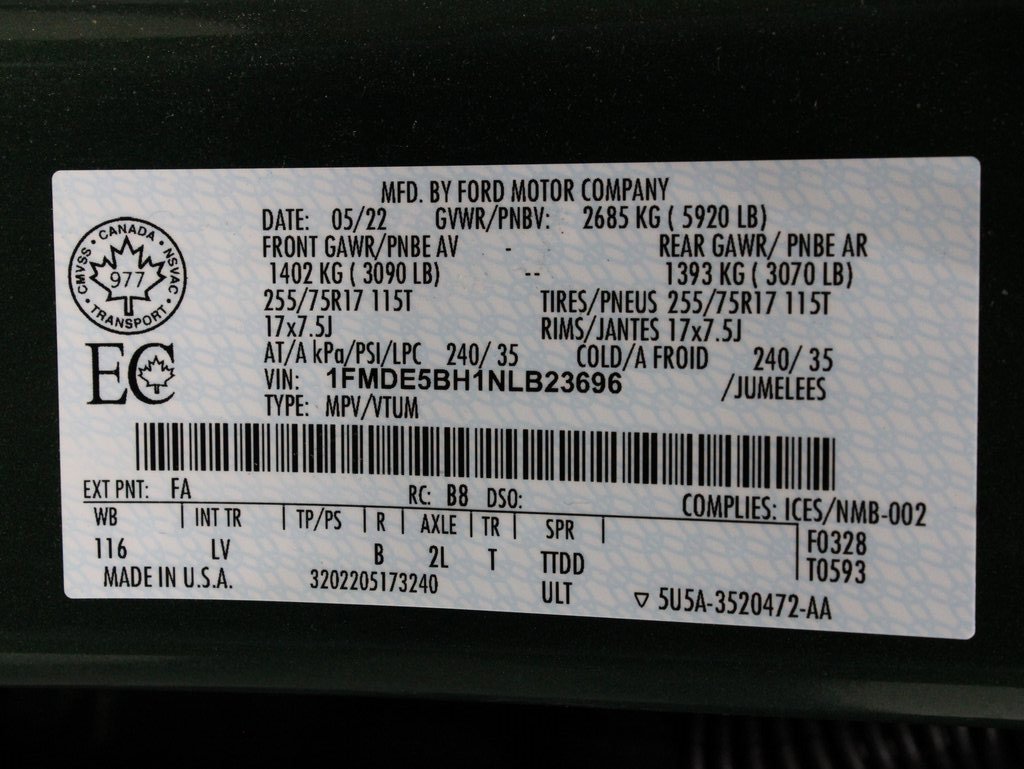 MFD. BY FORD MOTOR COMPANY
DATE: 05/22 GVWR/PNBV: 2685 KG ( 5920 LB)
FRONT GAWR/PNBE AV - REAR GAWR/ PNBE AR
1402 KG ( 3090 LB) -- 1393 KG ( 3070 LB)
255/75R17 115T TIRES/PNEUS 255/75R17 115T
17x7.5J RIMS/JANTES 17x7.5J
AT/A kPa/PSI/LPC 240/ 35 COLD/A FROID 240/ 35
VIN: 1FMDE5BH1NLB23696 /JUMELEES
TYPE: MPV/VTUM
CANADA
CMVSS • NSVAC
977
TRANSPORT
EC
EXT PNT: FA RC: B8 DSO: COMPLIES: ICES/NMB-002
WB | INT TR | TP/PS | R | AXLE | TR | SPR | F0328
116 LV B 2L T TTDD T0593
MADE IN U.S.A. 3202205173240 ULT ▽ 5U5A-3520472-AA